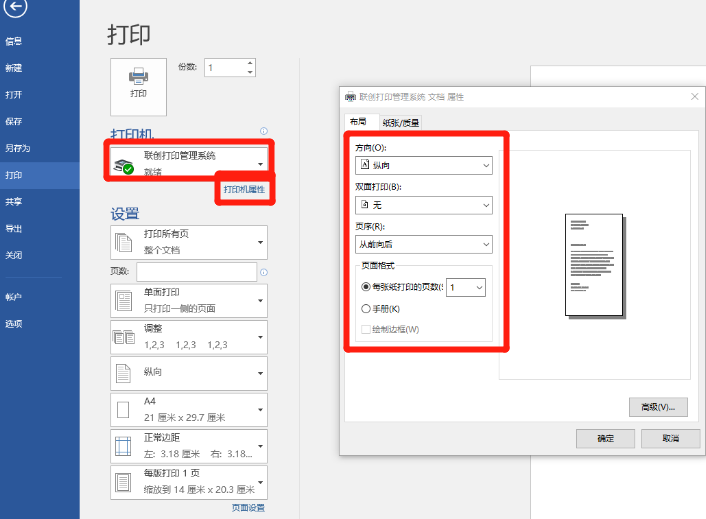 打印
信息
新建
打开
保存
另存为
打印
共享
导出
关闭
帐户
选项
打印
份数:
1
打印机
联创打印管理系统
就绪
打印机属性
设置
打印所有页
整个文档
页数:
单面打印
只打印一侧的页面
调整
1,2,3 1,2,3 1,2,3
纵向
A4
21 厘米 x 29.7 厘米
正常边距
左: 3.18 厘米 右: 3.18...
每版打印 1 页
缩放到 14 厘米 x 20.3 厘米
页面设置
联创打印管理系统 文档 属性
布局
纸张/质量
方向(O):
纵向
双面打印(B):
无
页序(R):
从前向后
页面格式
每张纸打印的页数(:
1
手册(K)
绘制边框(W)
高级(V)...
确定
取消